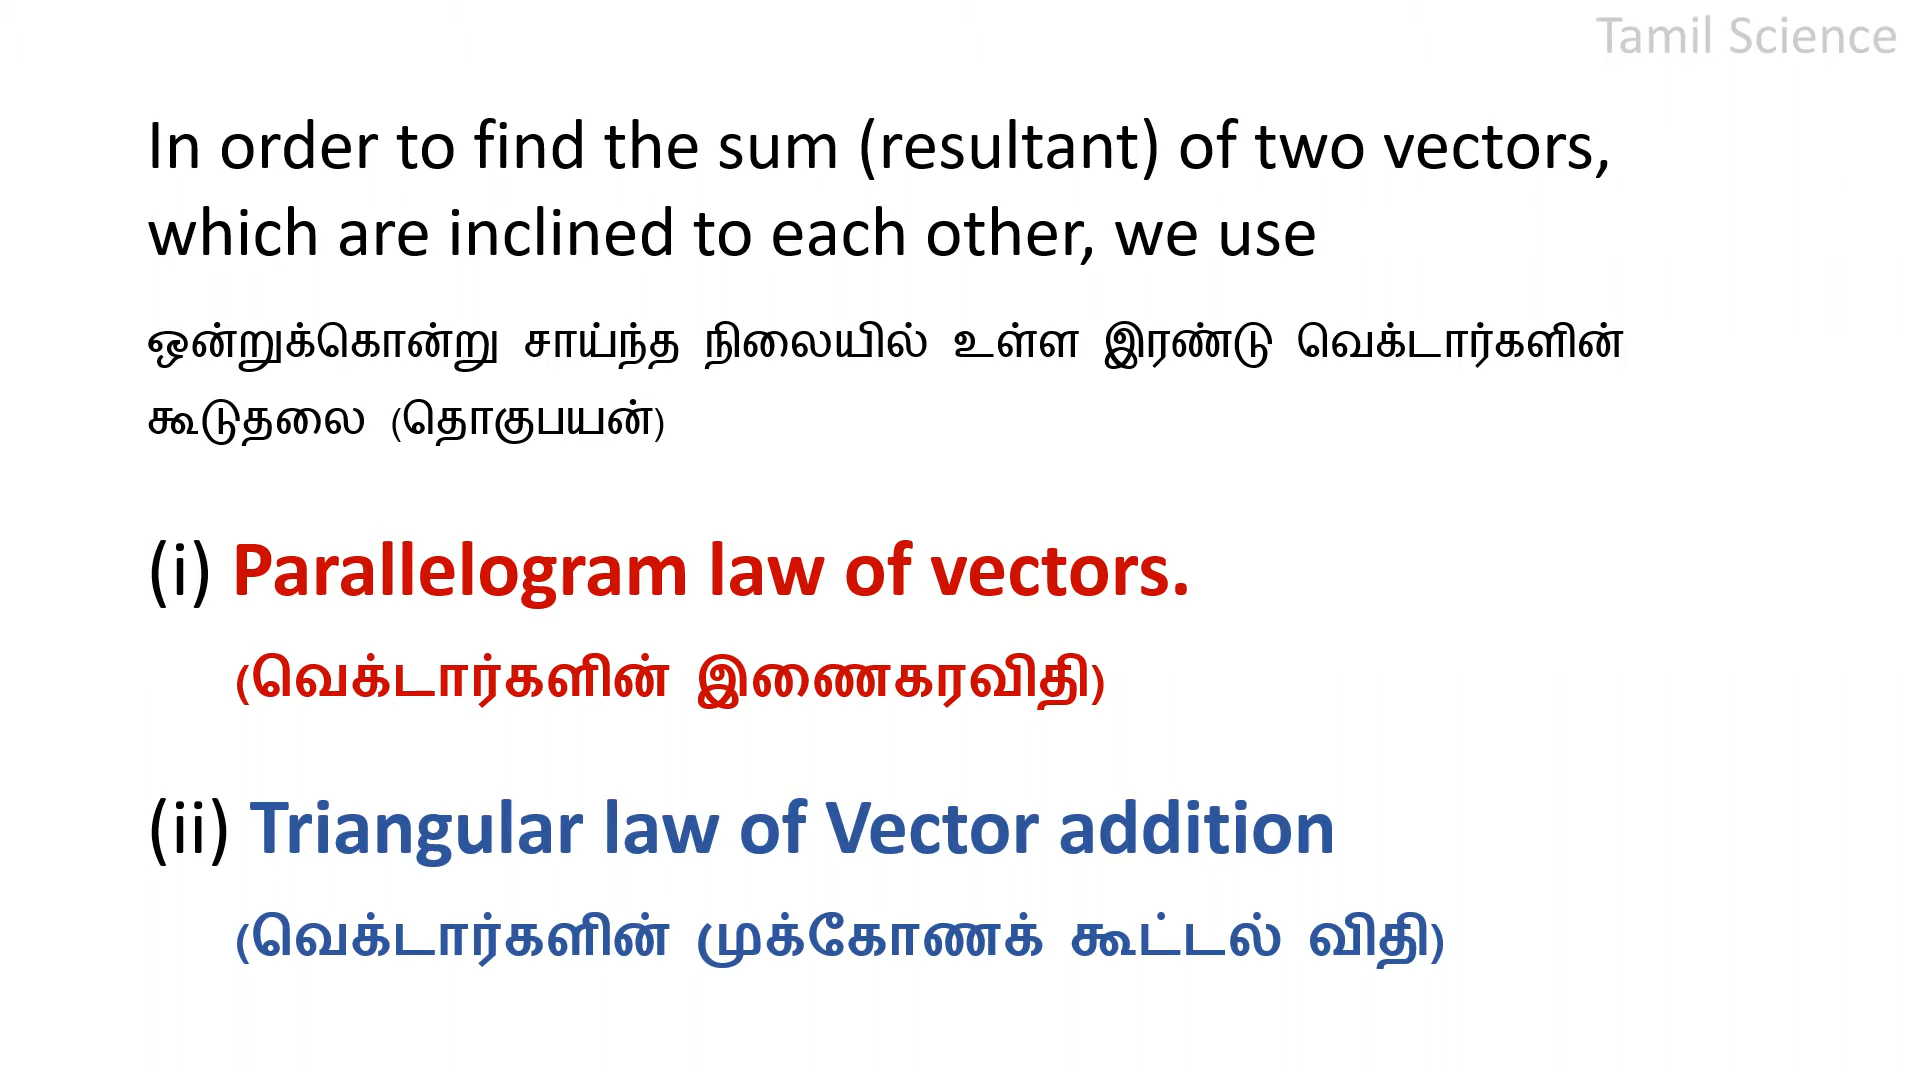 Tamil Science
In order to find the sum (resultant) of two vectors,
which are inclined to each other, we use
ஒன்றுக்கொன்று சாய்ந்த நிலையில் உள்ள இரண்டு வெக்டார்களின்
கூடுதலை (தொகுபயன்)
(i) Parallelogram law of vectors.
(வெக்டார்களின் இணைகரவிதி)
(ii) Triangular law of Vector addition
(வெக்டார்களின் முக்கோணக் கூட்டல் விதி)